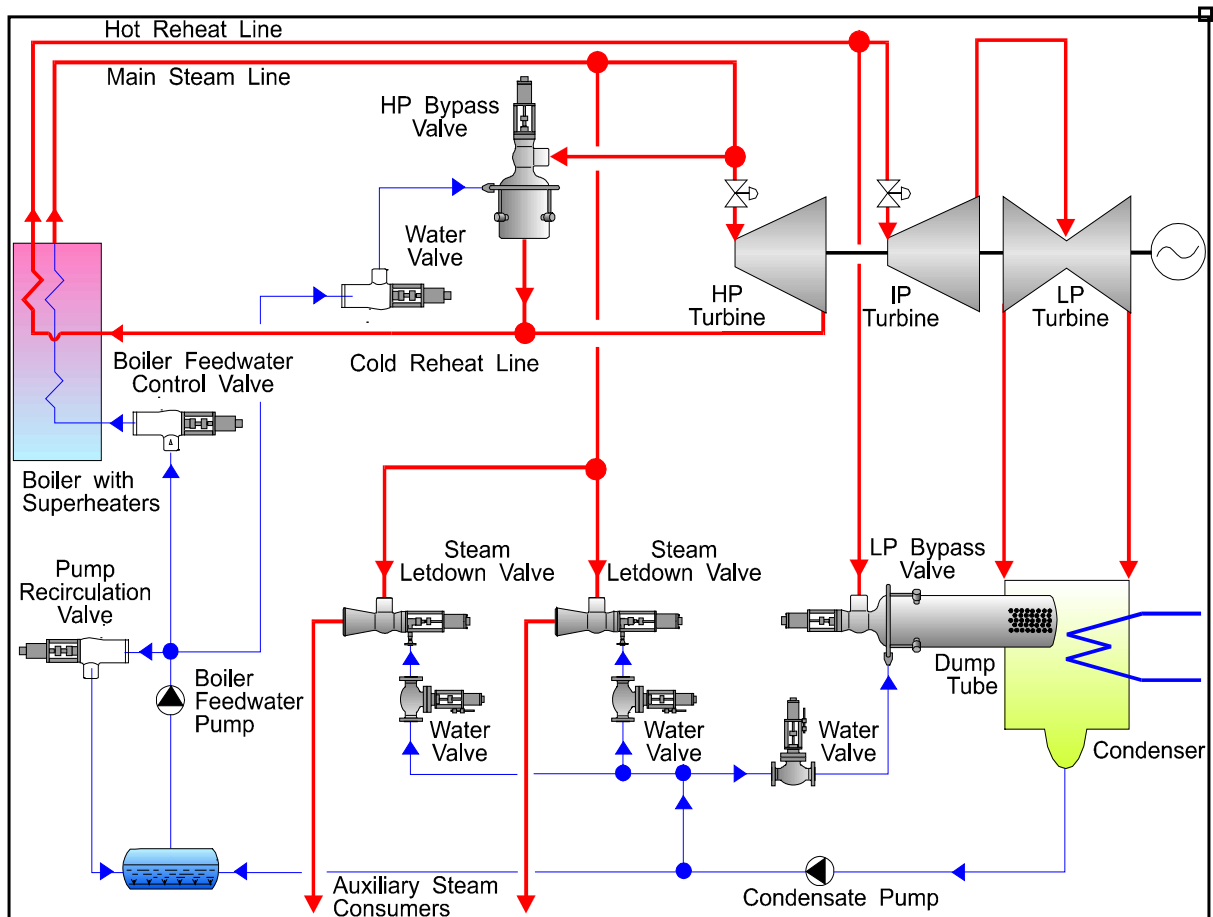 Hot Reheat Line
Main Steam Line
HP Bypass
Valve
Water
Valve
HP
Turbine
IP
Turbine
LP
Turbine
Cold Reheat Line
Boiler Feedwater
Control Valve
Boiler with
Superheaters
Steam
Letdown Valve
Steam
Letdown Valve
LP Bypass
Valve
Pump
Recirculation
Valve
Dump
Tube
Boiler
Feedwater
Pump
Water
Valve
Water
Valve
Water
Valve
Condenser
Auxiliary Steam
Consumers
Condensate Pump